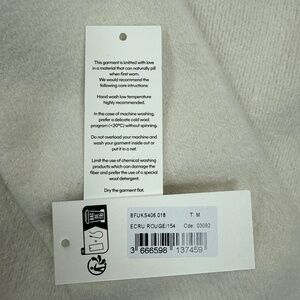 This garment is knitted with love
in a material that can naturally pill
when first worn.
We would recommend the
following care intructions:
Hand wash low temperature
highly recommended.
In the case of machine washing,
prefer a delicate cold wool
program (<20°C) without spinning.
Do not overload your machine and
wash your garment inside outt or
put it in a net.
Limit the use of chemical washing
products which can damage the
fiber and prefer the use of a special
wool detergent.
Dry the garment flat.
BFUKS406.018 T: M
ECRU ROUGE/154 Cde: 03092
3 666598 137459